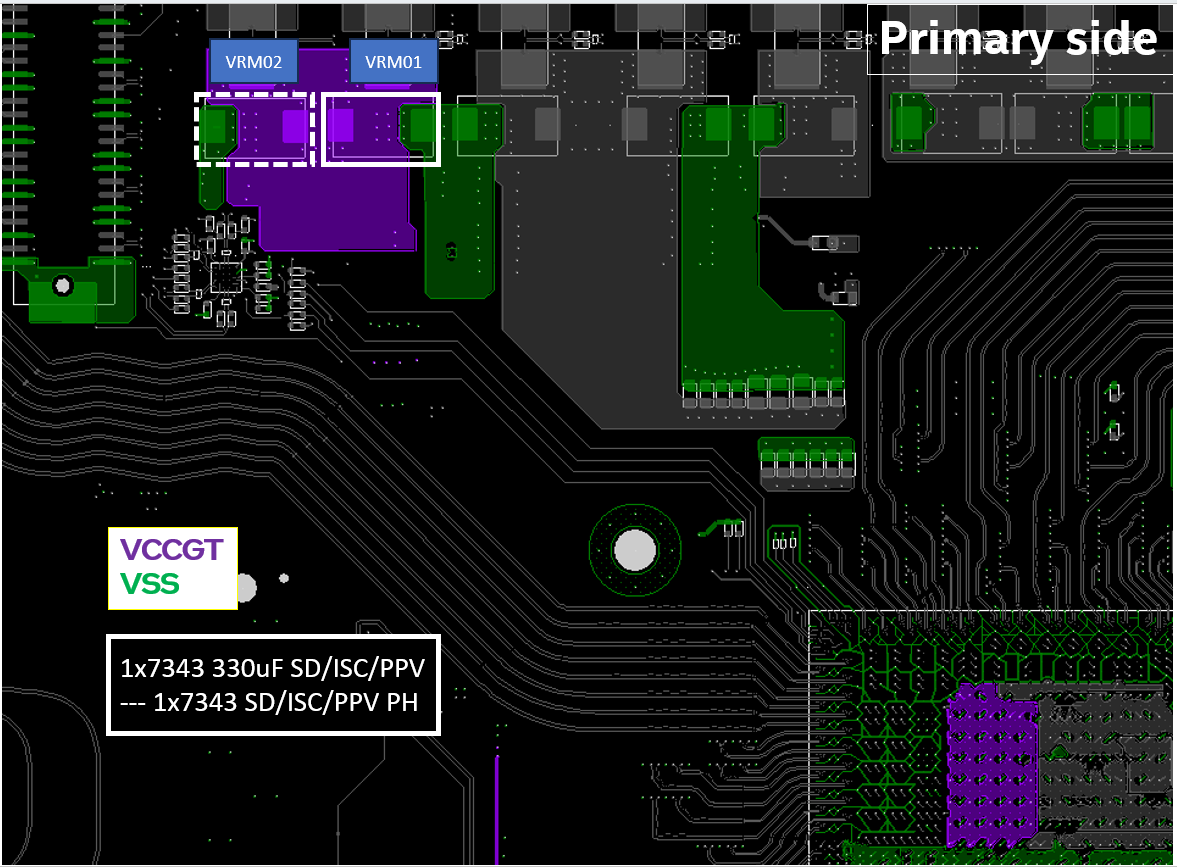 Primary side
VRM02
VRM01
VCCGT
VSS
1x7343 330uF SD/ISC/PPV
--- 1x7343 SD/ISC/PPV PH